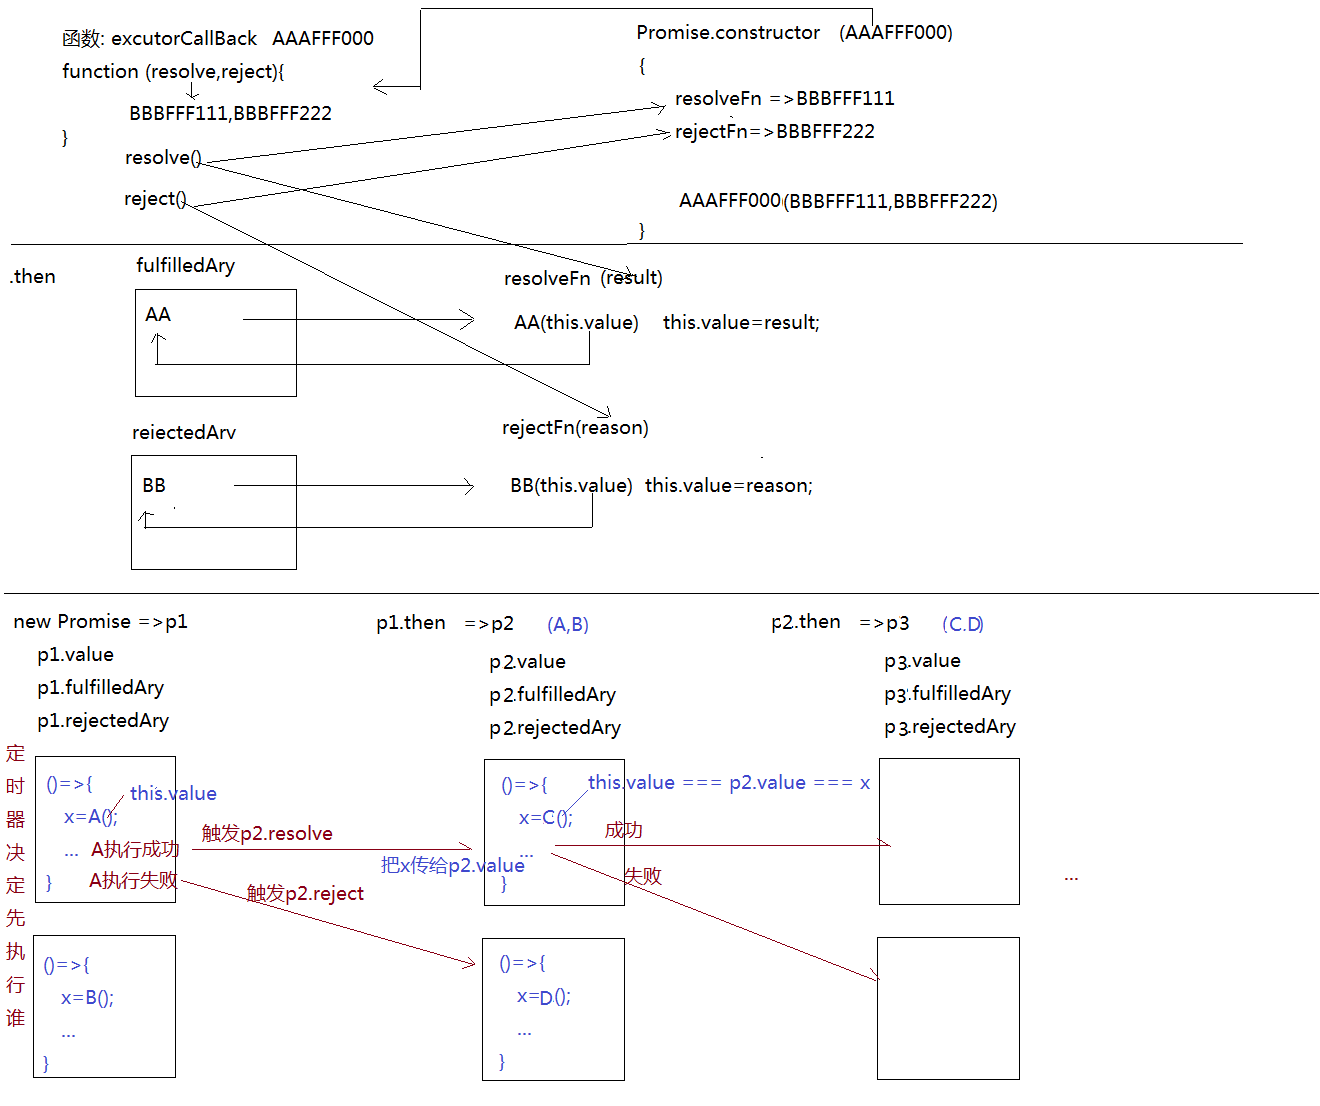 函数: excutorCallBack AAAFFF000
function (resolve,reject){
BBBFFF111,BBBFFF222
}
resolve()
reject()
Promise.constructor (AAAFFF000)
{
resolveFn =>BBBFFF111
rejectFn=>BBBFFF222
AAAFFF000(BBBFFF111,BBBFFF222)
}
.then
fulfilledAry
AA
resolveFn (result)
AA(this.value) this.value=result;
reiectedArv
BB
rejectFn(reason)
BB(this.value) this.value=reason;
new Promise =>p1
p1.value
p1.fulfilledAry
p1.rejectedAry
p1.then =>p2 (A,B)
p2.value
p2.fulfilledAry
p2.rejectedAry
p2.then =>p3 (C.D)
p3.value
p3.fulfilledAry
p3.rejectedAry
定时器决定先执行谁
()=>{
x=A();
...
}
this.value
A执行成功
A执行失败
触发p2.resolve
把x传给p2.value
触发p2.reject
()=>{
x=B();
...
}
()=>{
x=C();
...
}
this.value === p2.value === x
成功
失败
()=>{
x=D.();
...
}
...